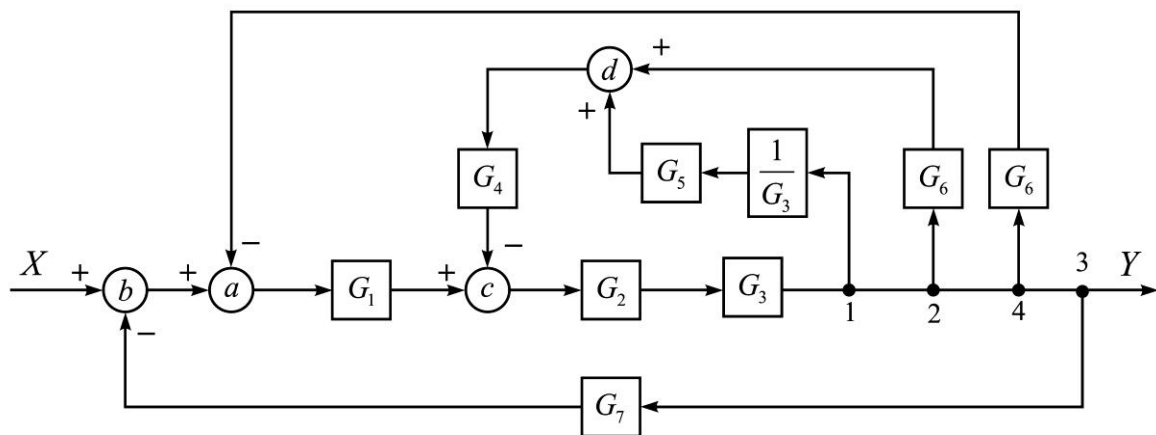 +
d
+
1
G₄
G₅
G₃
G₆
G₆
−
−
X
+
b
+
a
G₁
+
c
G₂
G₃
1
2
4
3
Y
−
G₇